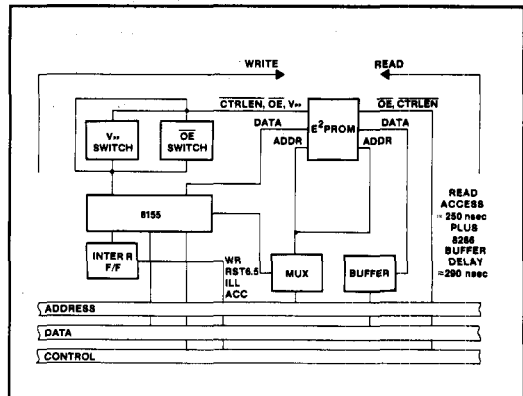 WRITE
READ
CTRLEN, OE, VPP
OE, CTRLEN
DATA
DATA
ADDR
ADDR
E²PROM
VPP
SWITCH
OE
SWITCH
8155
INTER R
F/F
WR
RST6.5
ILL
ACC
MUX
BUFFER
READ
ACCESS
≈ 250 nsec
PLUS
8286
BUFFER
DELAY
≈290 nsec
ADDRESS
DATA
CONTROL